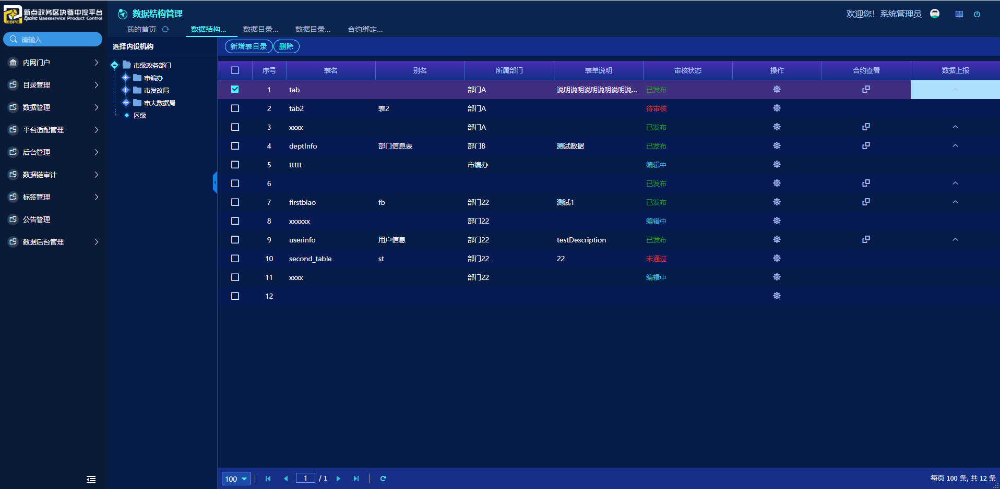 新点政务区块链中控平台
Epoint Baseservice Product Control
EBPC
数据结构管理
欢迎您！系统管理员
我的首页
数据结构...
数据目录...
数据目录...
合约绑定...
请输入
内网门户
目录管理
数据管理
平台适配管理
后台管理
数据链审计
标签管理
公告管理
数据后台管理
选择内设机构
市级政务部门
市编办
市发改局
市大数据局
区级
新增表目录 删除
序号 表名 别名 所属部门 表单说明 审核状态 操作 合约查看 数据上报
1 tab 部门A 说明说明说明说明说明说... 已发布
2 tab2 表2 部门A 待审核
3 xxxx 部门A 已发布
4 deptInfo 部门信息表 部门B 测试数据 已发布
5 ttttt 市编办 编辑中
6 已发布
7 firstbiao fb 部门22 测试1 已发布
8 xxxxxx 部门22 编辑中
9 userinfo 用户信息 部门22 testDescription 已发布
10 second_table st 部门22 22 未通过
11 xxxx 部门22 编辑中
12
100 1 / 1
每页 100 条, 共 12 条